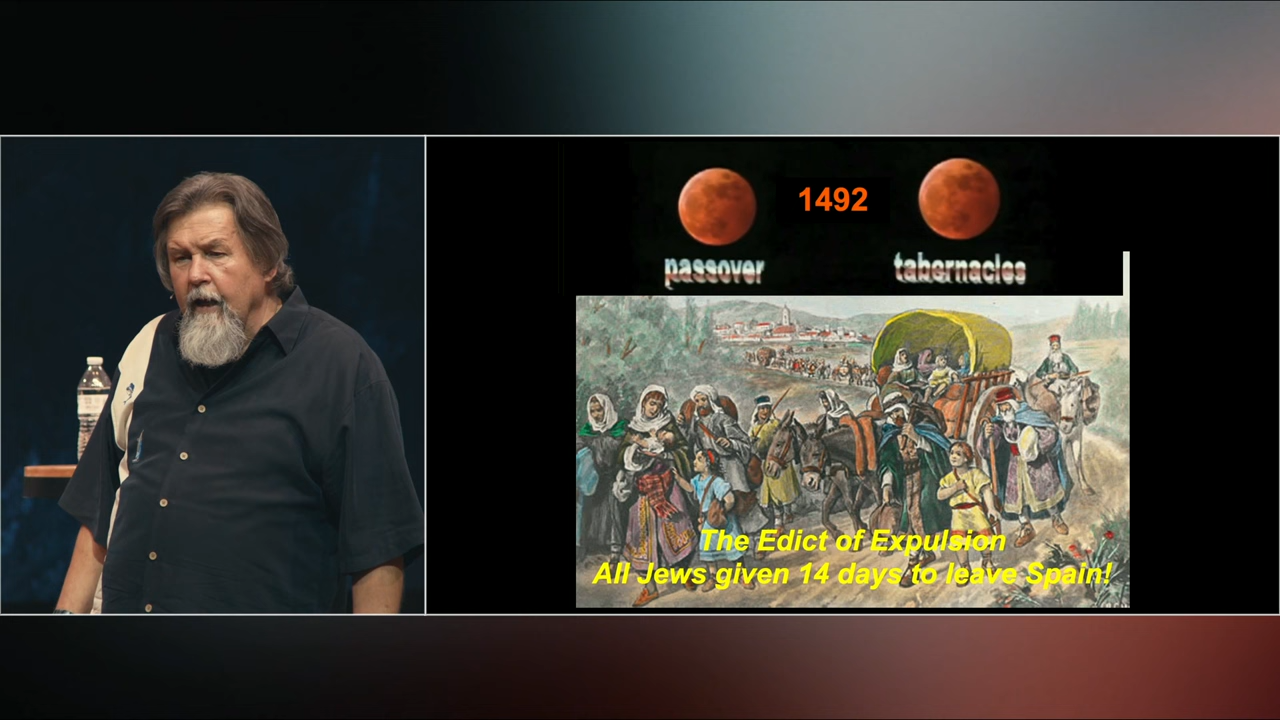 1492
passover
tabernacles
The Edict of Expulsion
All Jews given 14 days to leave Spain!